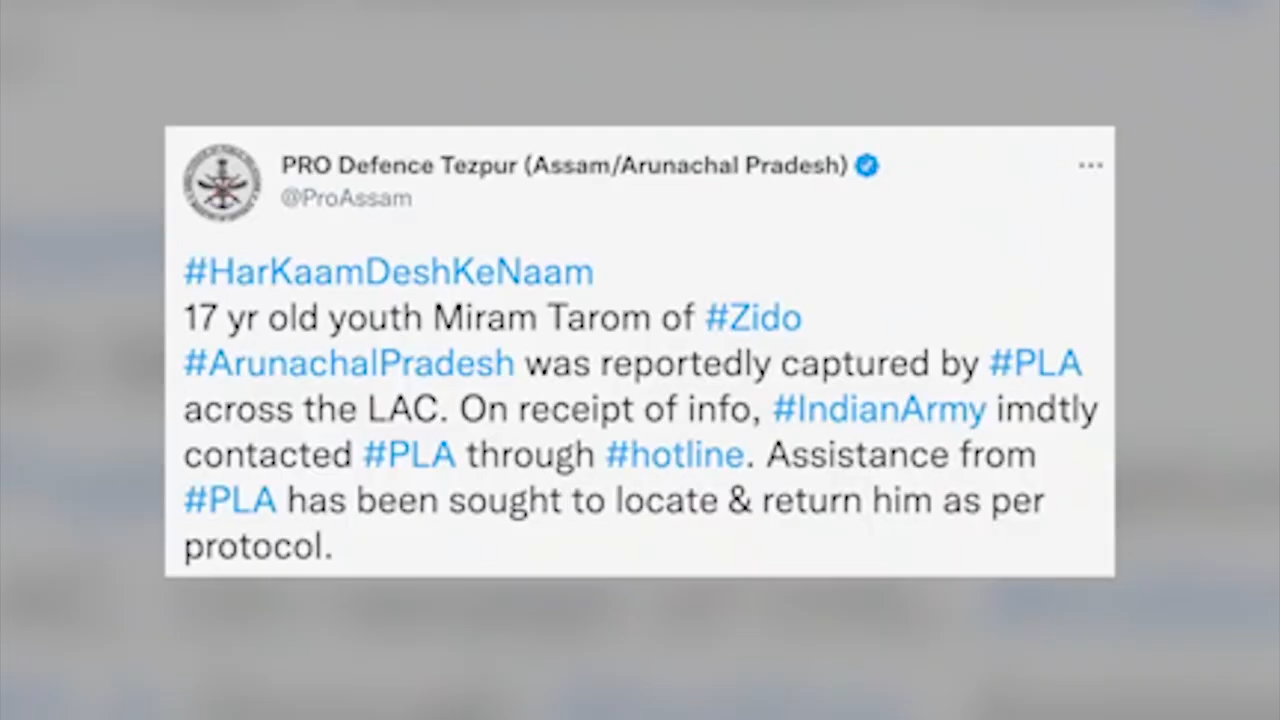 PRO Defence Tezpur (Assam/Arunachal Pradesh)
@ProAssam
#HarKaamDeshKeNaam
17 yr old youth Miram Tarom of #Zido
#ArunachalPradesh was reportedly captured by #PLA
across the LAC. On receipt of info, #IndianArmy imdtly
contacted #PLA through #hotline. Assistance from
#PLA has been sought to locate & return him as per
protocol.